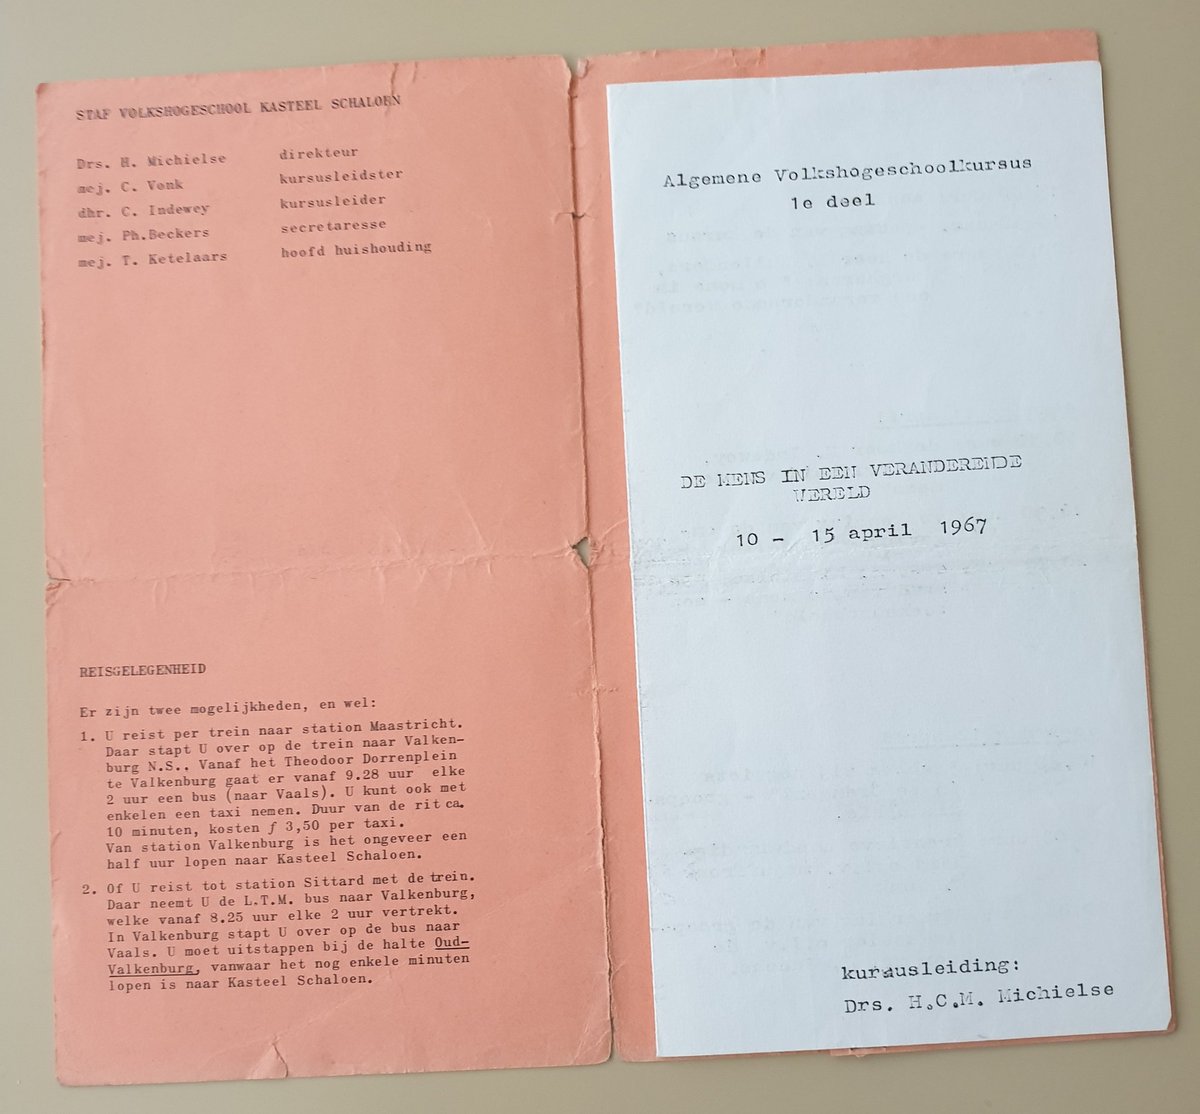 STAF VOLKSHOGESCHOOL KASTEEL SCHALOEN
Drs. H. Michielse direkteur
mej. C. Vonk kursusleidster
dhr. C. Indewey kursusleider
mej. Ph.Beckers secretaresse
mej. T. Ketelaars hoofd huishouding
REISGELEGENHEID
Er zijn twee mogelijkheden, en wel:
1. U reist per trein naar station Maastricht.
Daar stapt U over op de trein naar Valken-
burg N.S.. Vanaf het Theodoor Dorrenplein
te Valkenburg gaat er vanaf 9.28 uur elke
2 uur een bus (naar Vaals). U kunt ook met
enkelen een taxi nemen. Duur van de rit ca.
10 minuten, kosten ƒ 3,50 per taxi.
Van station Valkenburg is het ongeveer een
half uur lopen naar Kasteel Schaloen.
2. Of U reist tot station Sittard met de trein.
Daar neemt U de L.T.M. bus naar Valkenburg,
welke vanaf 8.25 uur elke 2 uur vertrekt.
In Valkenburg stapt U over op de bus naar
Vaals. U moet uitstappen bij de halte Oud-
Valkenburg, vanwaar het nog enkele minuten
lopen is naar Kasteel Schaloen.
Algemene Volkshogeschoolkursus
1e deel
DE MENS IN EEN VERANDERENDE
WERELD
10 - 15 april 1967
kursusleiding:
Drs. H.C.M. Michielse